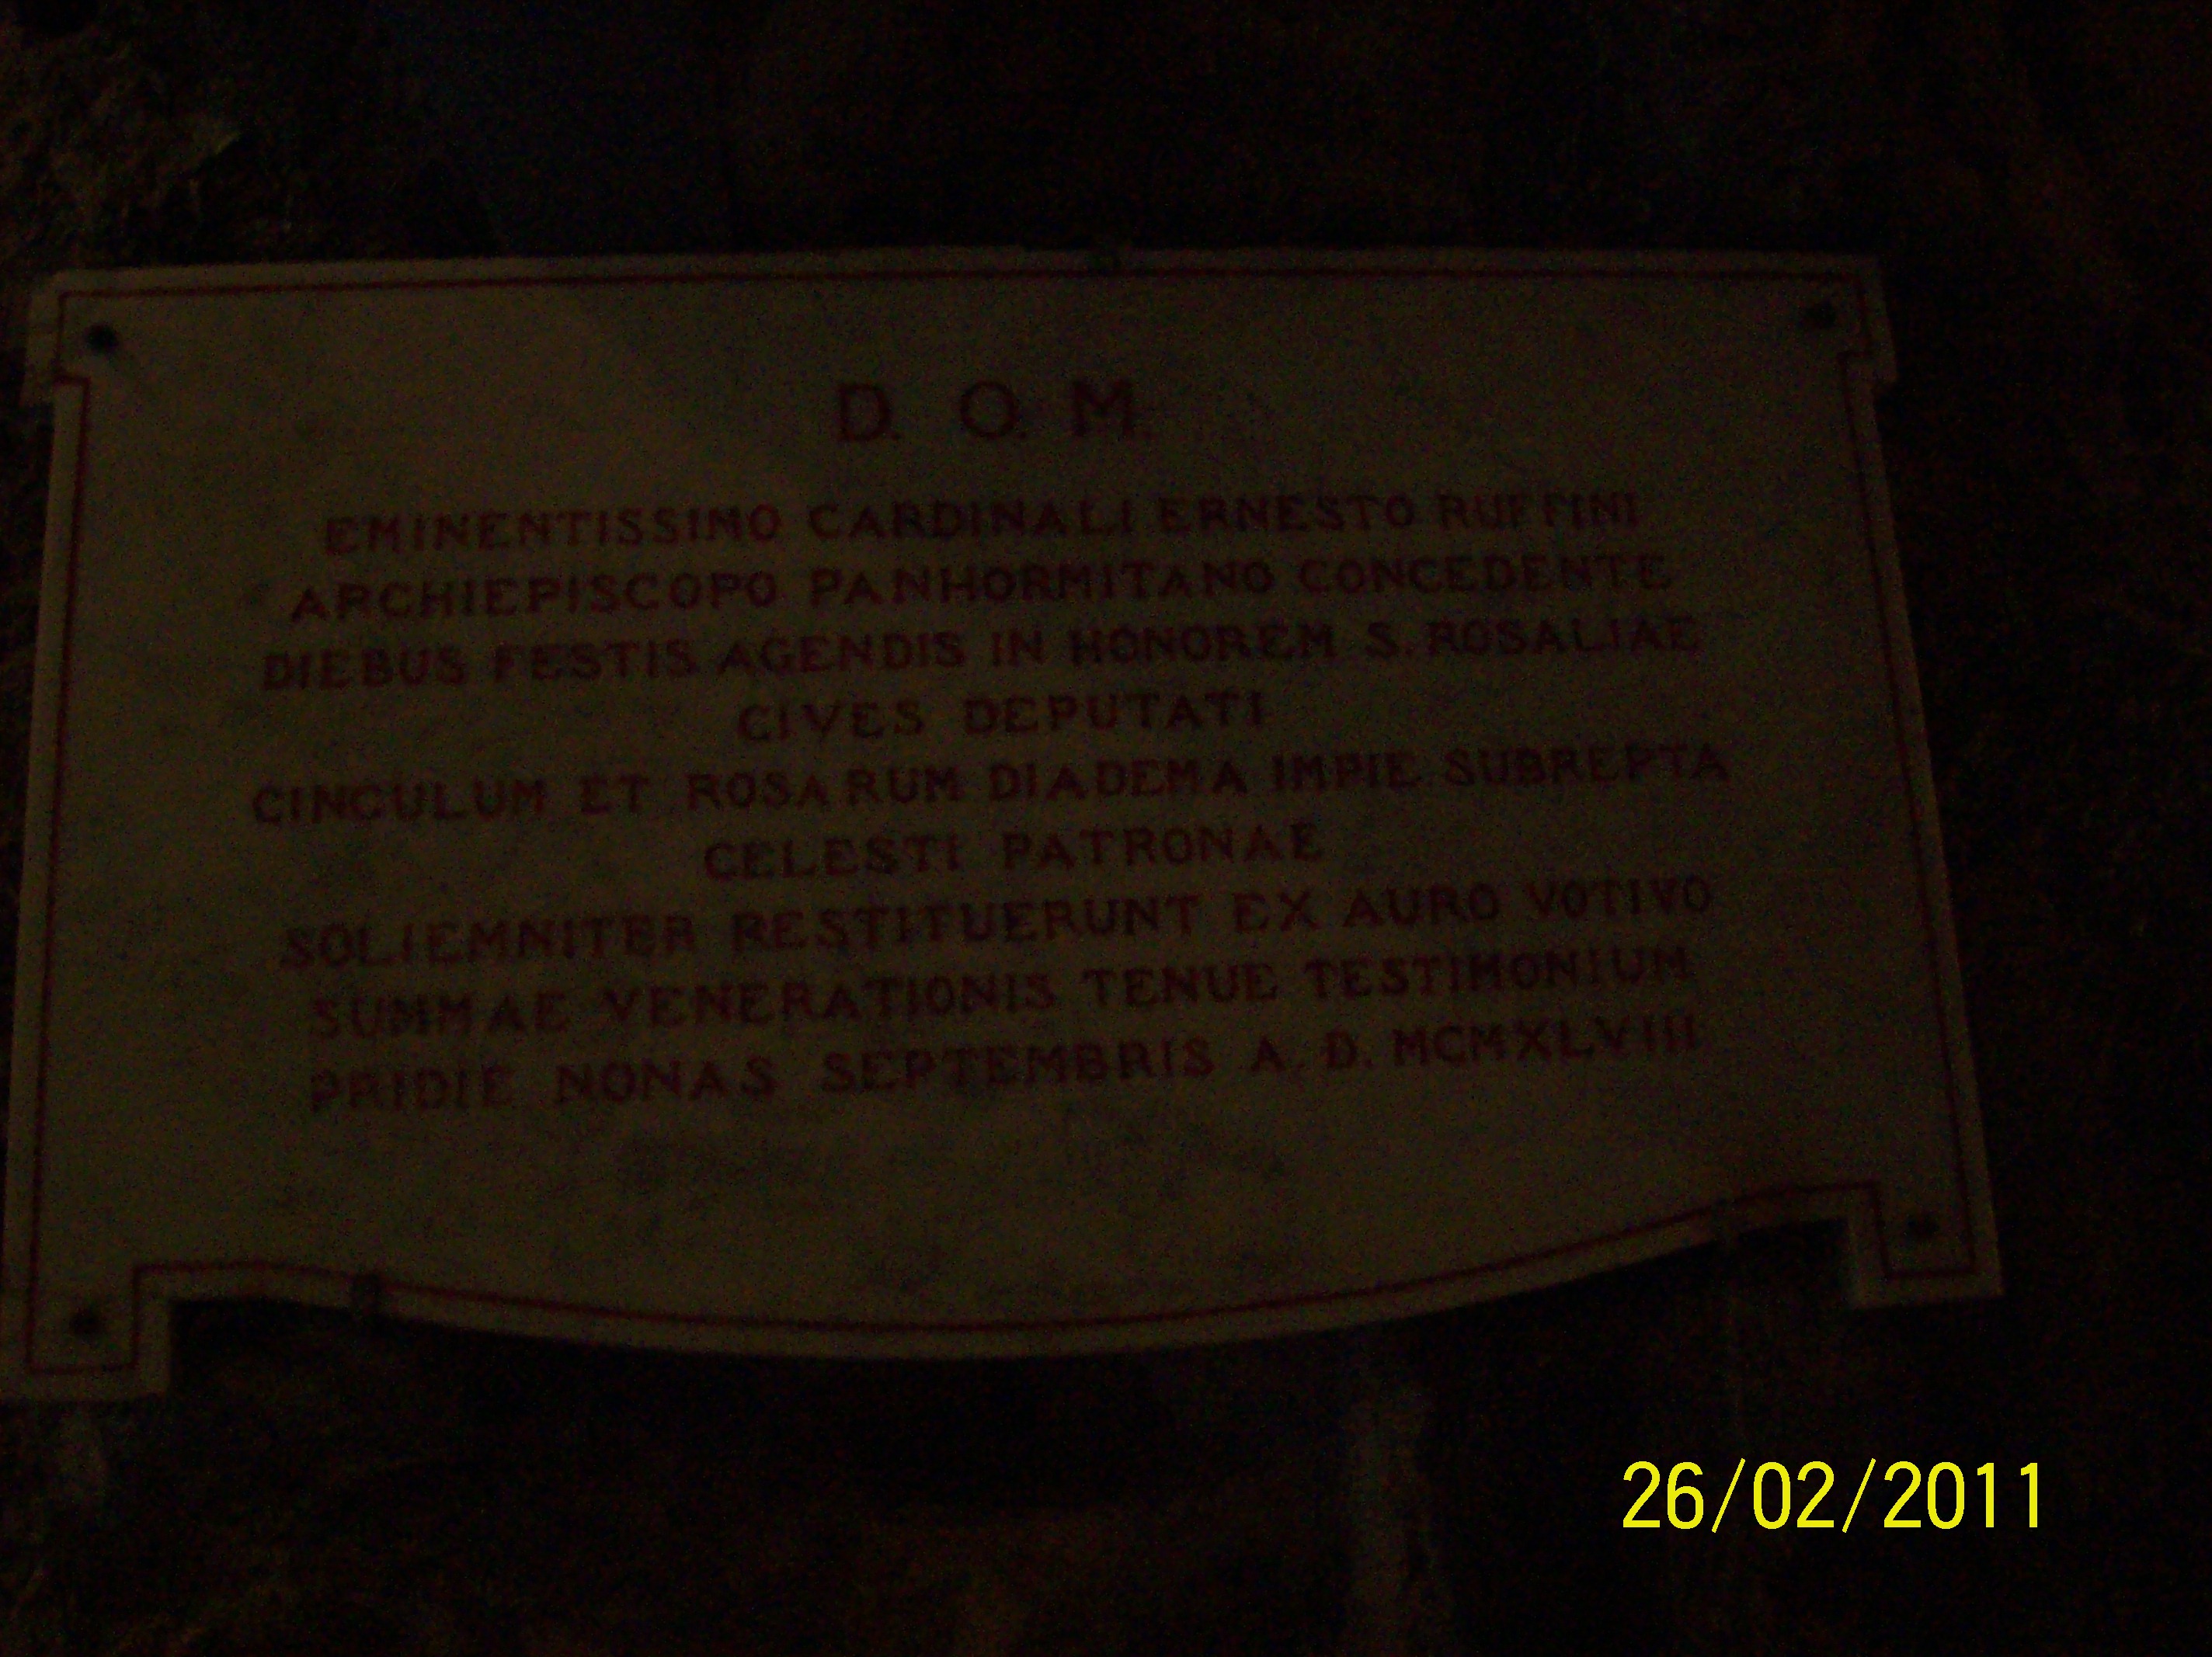 D. O. M.
EMINENTISSIMO CARDINALI ERNESTO RUFFINI
ARCHIEPISCOPO PANHORMITANO CONCEDENTE
DIEBUS FESTIS AGENDIS IN HONOREM S. ROSALIAE
CIVES DEPUTATI
CINCULUM ET ROSARUM DIADEMA IMPIE SUBREPTA
CELESTI PATRONAE
SOLIEMNITER RESTITUERUNT EX AURO VOTIVO
SUMMAE VENERATIONIS TENUE TESTIMONIUM
PRIDIE NONAS SEPTEMBRIS A. D. MCMXLVIII
26/02/2011